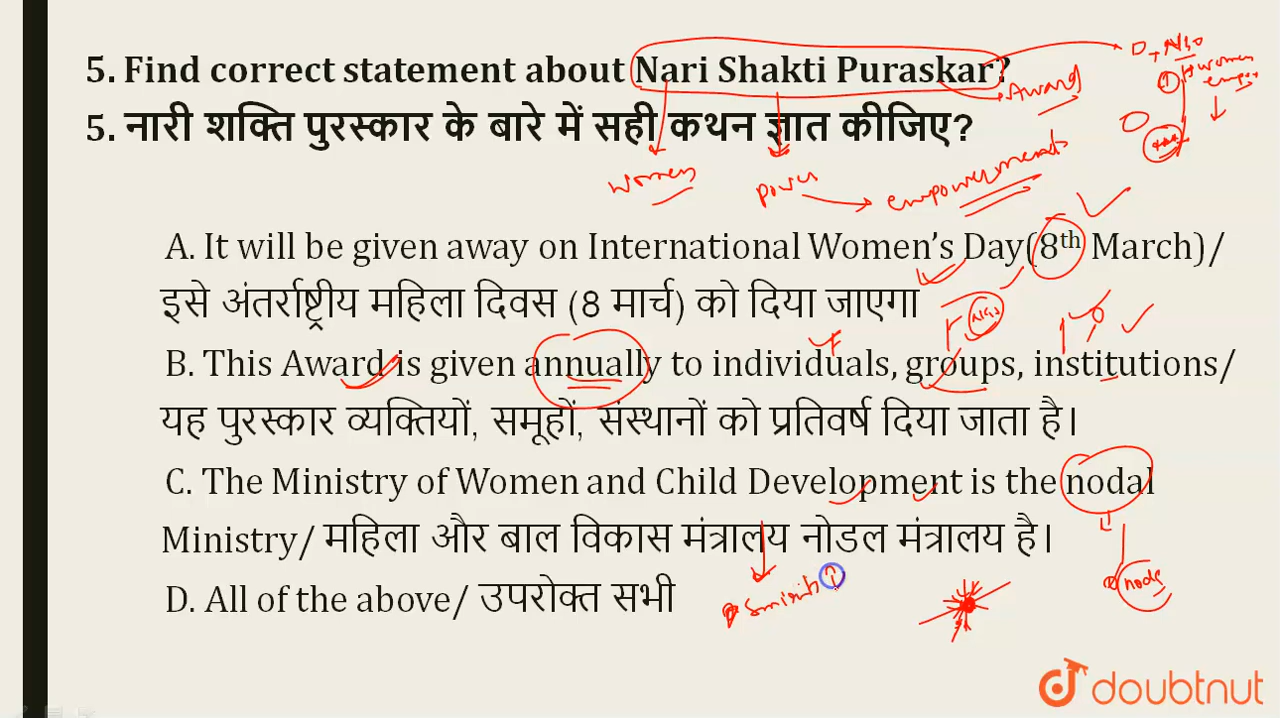 5. Find correct statement about Nari Shakti Puraskar?
Award
women
5. नारी शक्ति पुरस्कार के बारे में सही कथन ज्ञात कीजिए?
women
power
empowerment
A. It will be given away on International Women's Day(8th March)/
इसे अंतर्राष्ट्रीय महिला दिवस (8 मार्च) को दिया जाएगा
B. This Award is given annually to individuals, groups, institutions/
यह पुरस्कार व्यक्तियों, समूहों, संस्थानों को प्रतिवर्ष दिया जाता है।
C. The Ministry of Women and Child Development is the nodal
Ministry/ महिला और बाल विकास मंत्रालय नोडल मंत्रालय है।
node
D. All of the above/ उपरोक्त सभी
doubtnut